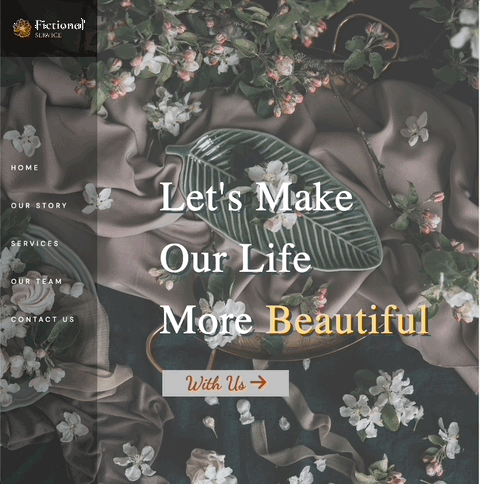 Fictional
SERVICE
HOME
OUR STORY
SERVICES
OUR TEAM
CONTACT US
Let's Make
Our Life
More Beautiful
With Us →